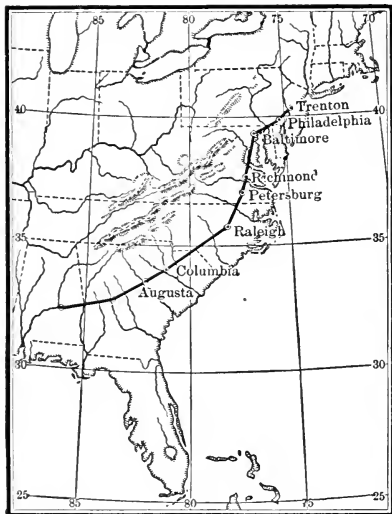 85 80 75 70
40
Trenton
Philadelphia
Baltimore
40
Richmond
Petersburg
35
Raleigh
35
Columbia
Augusta
30
30
25
25
85 80 75